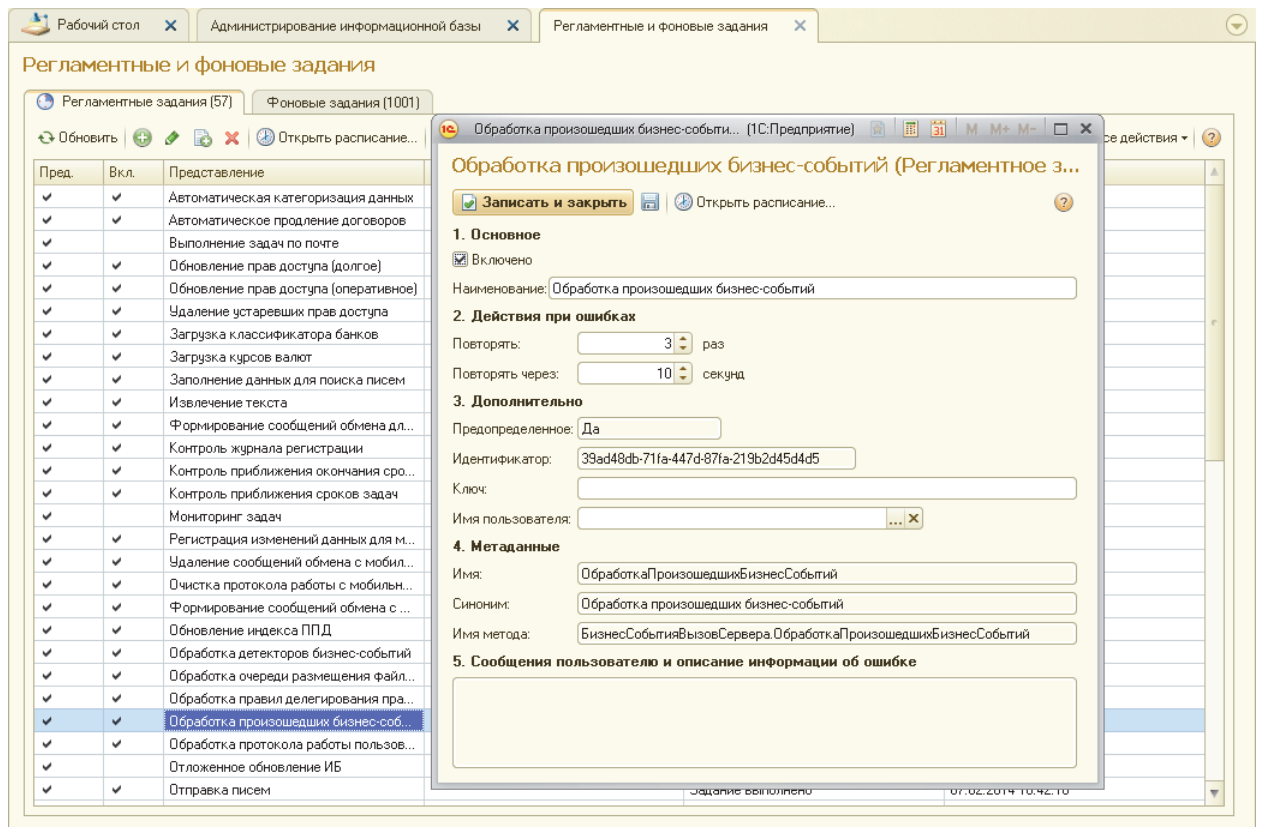 Рабочий стол
Администрирование информационной базы
Регламентные и фоновые задания
Регламентные и фоновые задания
Регламентные задания (57)
Фоновые задания (1001)
Обновить
Открыть расписание...
се действия
Пред.
Вкл.
Представление
Автоматическая категоризация данных
Автоматическое продление договоров
Выполнение задач по почте
Обновление прав доступа (долгое)
Обновление прав доступа (оперативное)
Удаление устаревших прав доступа
Загрузка классификатора банков
Загрузка курсов валют
Заполнение данных для поиска писем
Извлечение текста
Формирование сообщений обмена дл...
Контроль журнала регистрации
Контроль приближения окончания сро...
Контроль приближения сроков задач
Мониторинг задач
Регистрация изменений данных для м...
Удаление сообщений обмена с мобил...
Очистка протокола работы с мобильн...
Формирование сообщений обмена с ...
Обновление индекса ППД
Обработка детекторов бизнес-событий
Обработка очереди размещения файл...
Обработка правил делегирования пра...
Обработка произошедших бизнес-соб...
Обработка протокола работы пользов...
Отложенное обновление ИБ
Отправка писем
Задание выполнено
07.02.2014 16:42:16
Обработка произошедших бизнес-событи... (1С:Предприятие)
M M+ M-
Обработка произошедших бизнес-событий (Регламентное з...
Записать и закрыть
Открыть расписание...
1. Основное
Включено
Наименование: Обработка произошедших бизнес-событий
2. Действия при ошибках
Повторять: 3 раз
Повторять через: 10 секунд
3. Дополнительно
Предопределенное: Да
Идентификатор: 39ad48db-71fa-447d-87fa-219b2d45d4d5
Ключ:
Имя пользователя: ...
4. Метаданные
Имя: ОбработкаПроизошедшихБизнесСобытий
Синоним: Обработка произошедших бизнес-событий
Имя метода: БизнесСобытияВызовСервера.ОбработкаПроизошедшихБизнесСобытий
5. Сообщения пользователю и описание информации об ошибке